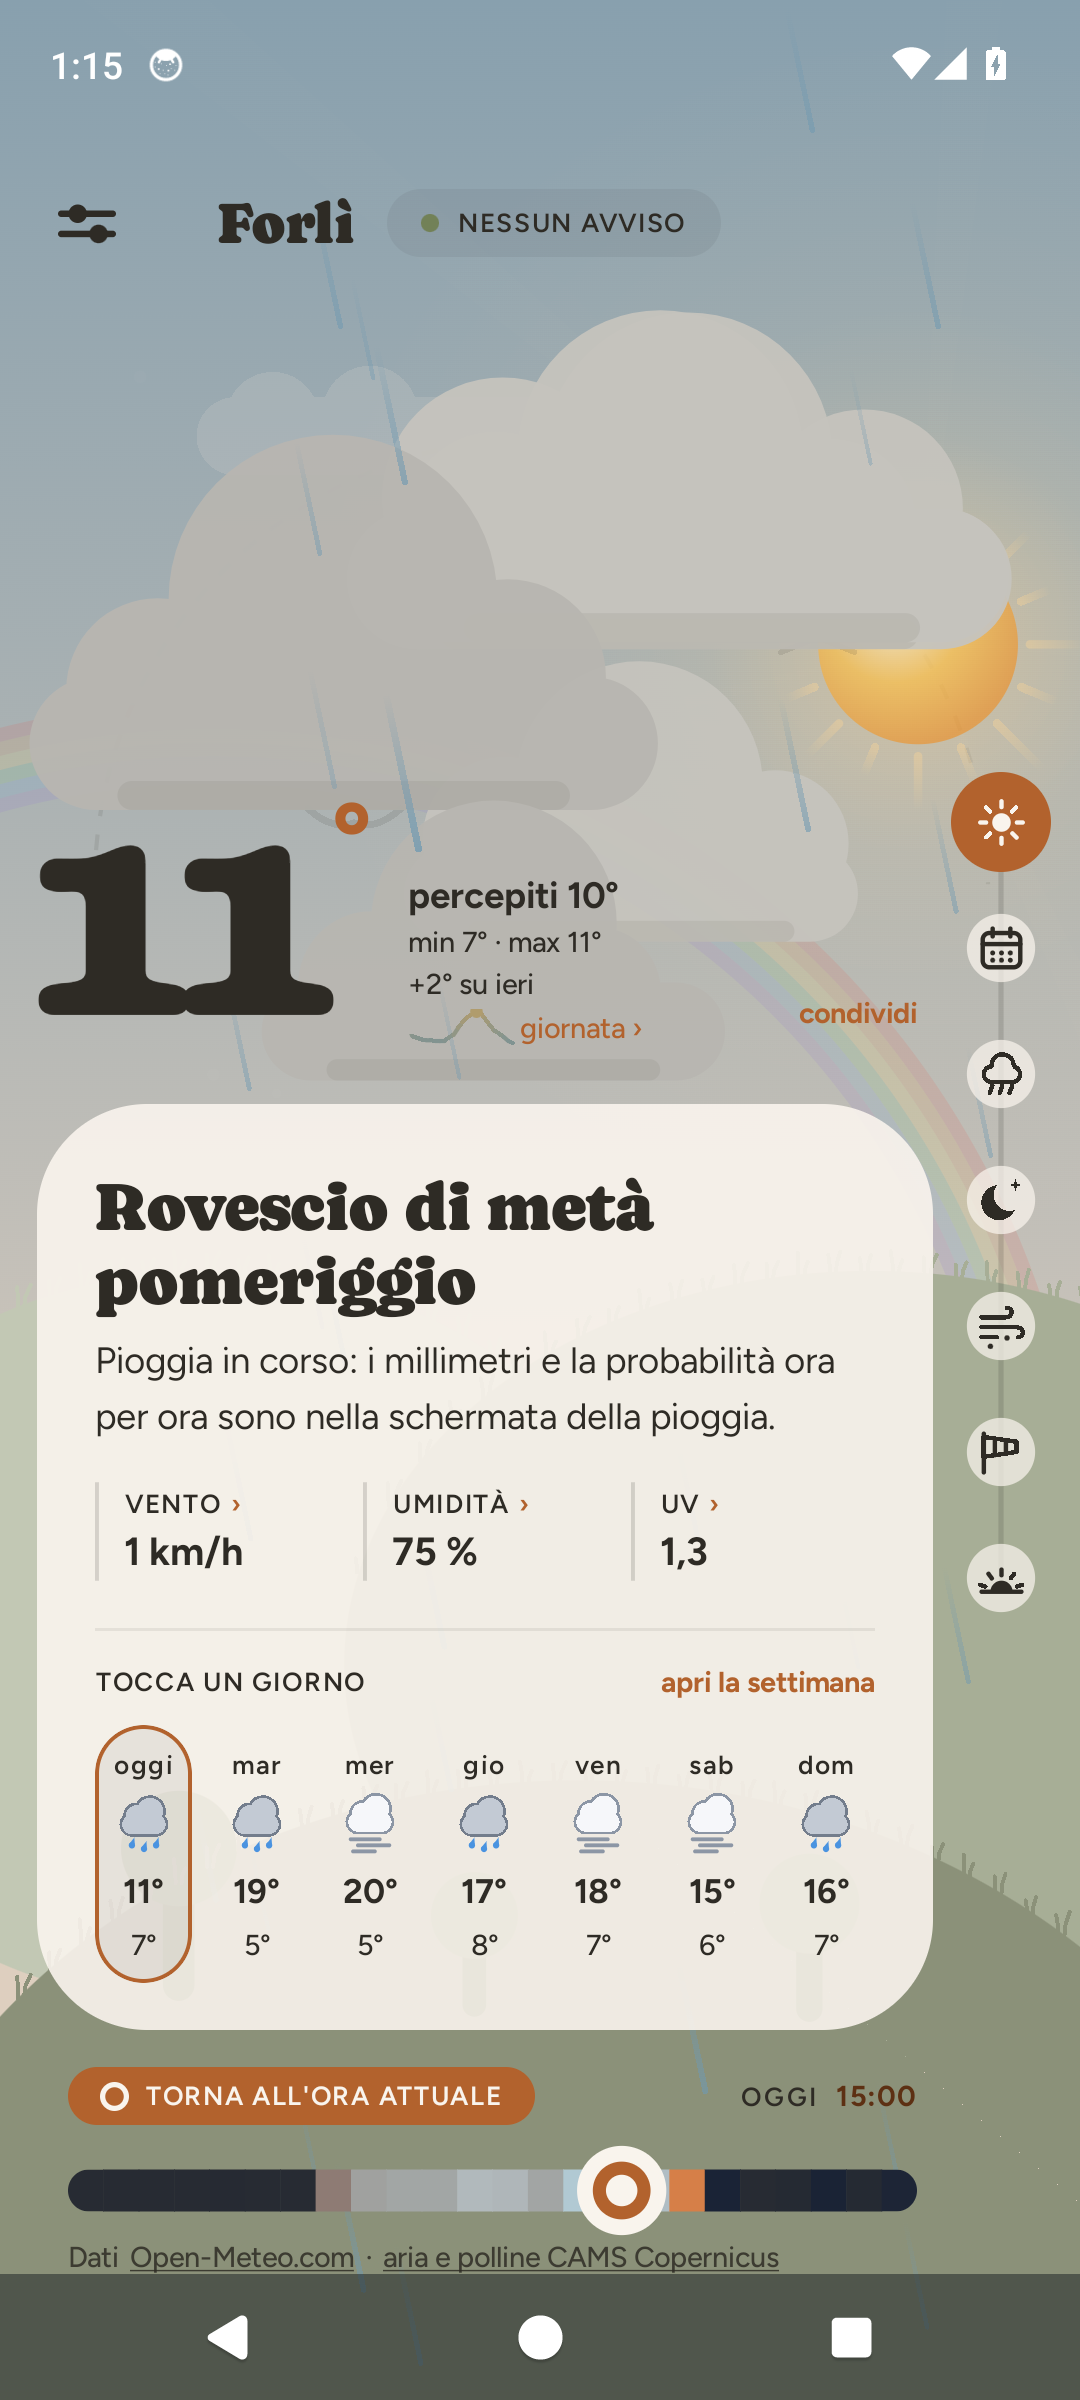 1:15
Forlì
NESSUN AVVISO
11°
percepiti 10°
min 7° · max 11°
+2° su ieri
giornata ›
condividi
Rovescio di metà
pomeriggio
Pioggia in corso: i millimetri e la probabilità ora
per ora sono nella schermata della pioggia.
VENTO › UMIDITÀ › UV ›
1 km/h 75 % 1,3
TOCCA UN GIORNO apri la settimana
oggi mar mer gio ven sab dom
11° 19° 20° 17° 18° 15° 16°
7° 5° 5° 8° 7° 6° 7°
TORNA ALL'ORA ATTUALE OGGI 15:00
Dati Open-Meteo.com · aria e polline CAMS Copernicus